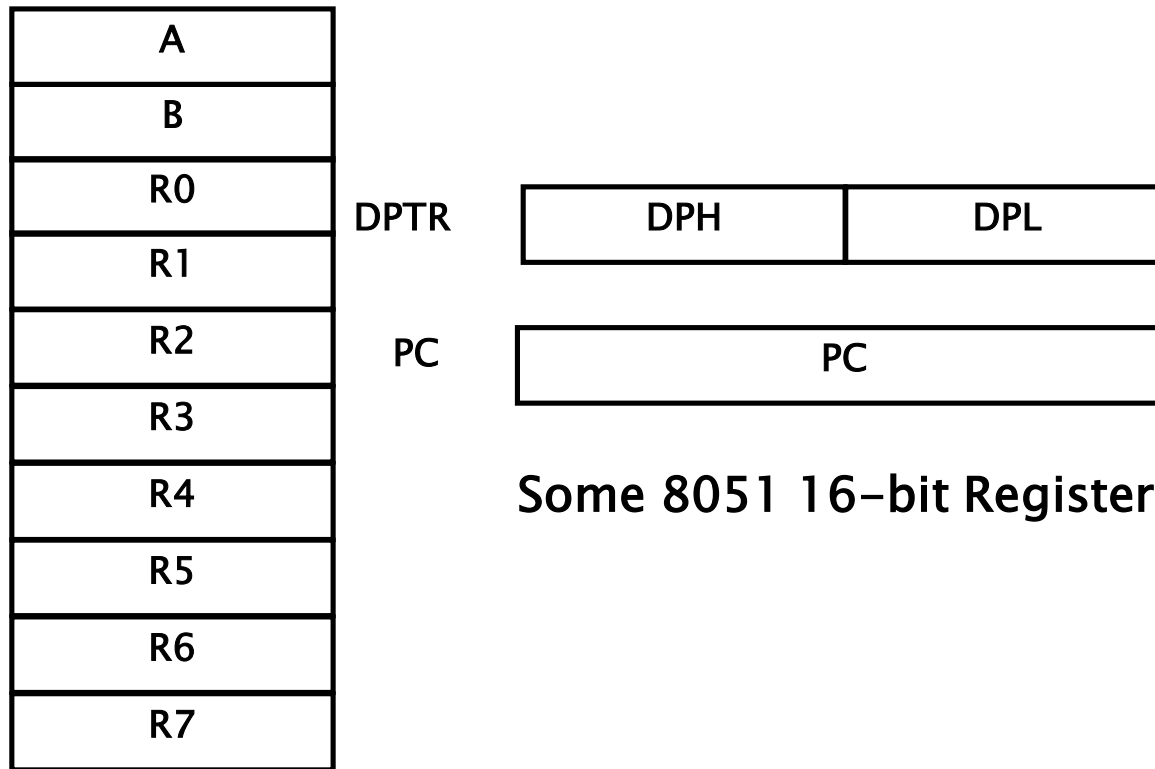 A
B
R0
R1
R2
R3
R4
R5
R6
R7
DPTR
DPH
DPL
PC
PC
Some 8051 16-bit Register